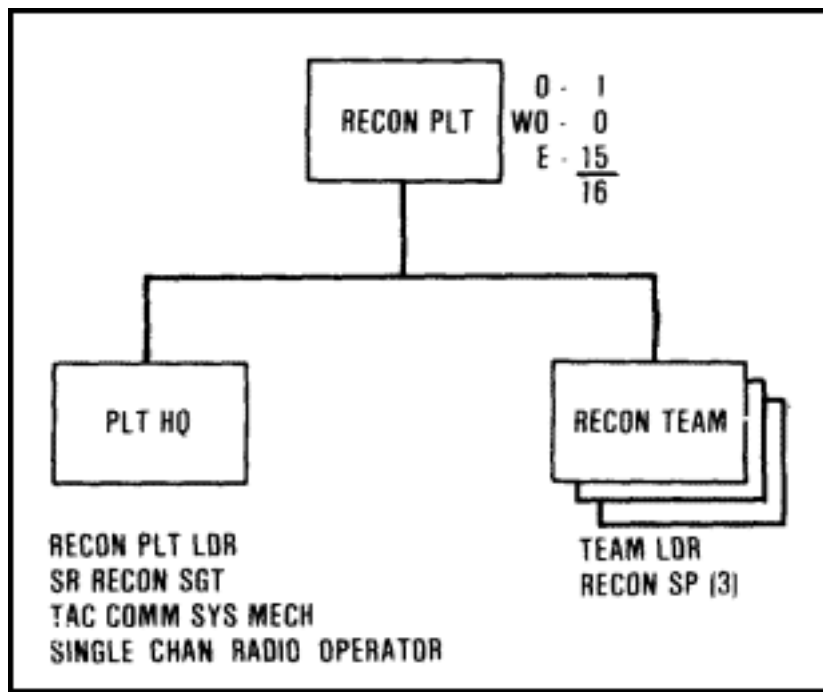 RECON PLT
O - 1
WO - 0
E - 15
16
PLT HQ
RECON PLT LDR
SR RECON SGT
TAC COMM SYS MECH
SINGLE CHAN RADIO OPERATOR
RECON TEAM
TEAM LDR
RECON SP (3)